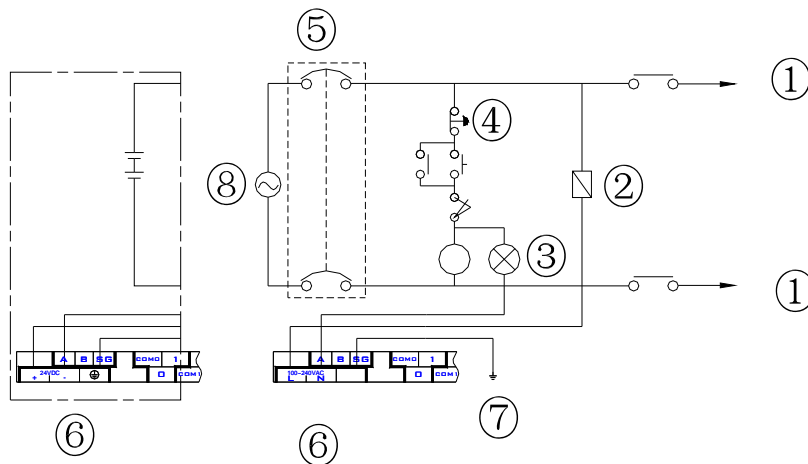 ⑤
①
④
⑧
②
③
①
A B SG COM0 1
24VDC
+ - 0 COM1
A B SG COM0 1
100~240VAC
L N 0 COM1
⑦
⑥
⑥